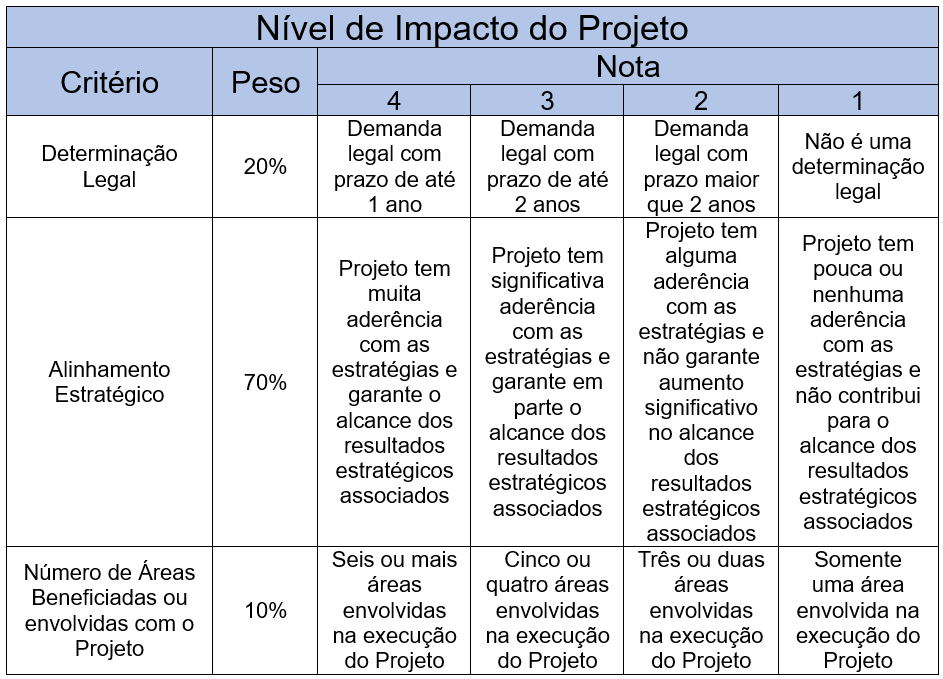 Nível de Impacto do Projeto
Critério
Peso
Nota
4
3
2
1
Determinação
Legal
20%
Demanda
legal com
prazo de até
1 ano
Demanda
legal com
prazo de até
2 anos
Demanda
legal com
prazo maior
que 2 anos
Não é uma
determinação
legal
Alinhamento
Estratégico
70%
Projeto tem
muita
aderência
com as
estratégias e
garante o
alcance dos
resultados
estratégicos
associados
Projeto tem
significativa
aderência
com as
estratégias e
garante em
parte o
alcance dos
resultados
estratégicos
associados
Projeto tem
alguma
aderência
com as
estratégias e
não garante
aumento
significativo
no alcance
dos
resultados
estratégicos
associados
Projeto tem
pouca ou
nenhuma
aderência
com as
estratégias e
não contribui
para o
alcance dos
resultados
estratégicos
associados
Número de Áreas
Beneficiadas ou
envolvidas com o
Projeto
10%
Seis ou mais
áreas
envolvidas
na execução
do Projeto
Cinco ou
quatro áreas
envolvidas
na execução
do Projeto
Três ou duas
áreas
envolvidas
na execução
do Projeto
Somente
uma área
envolvida na
execução do
Projeto